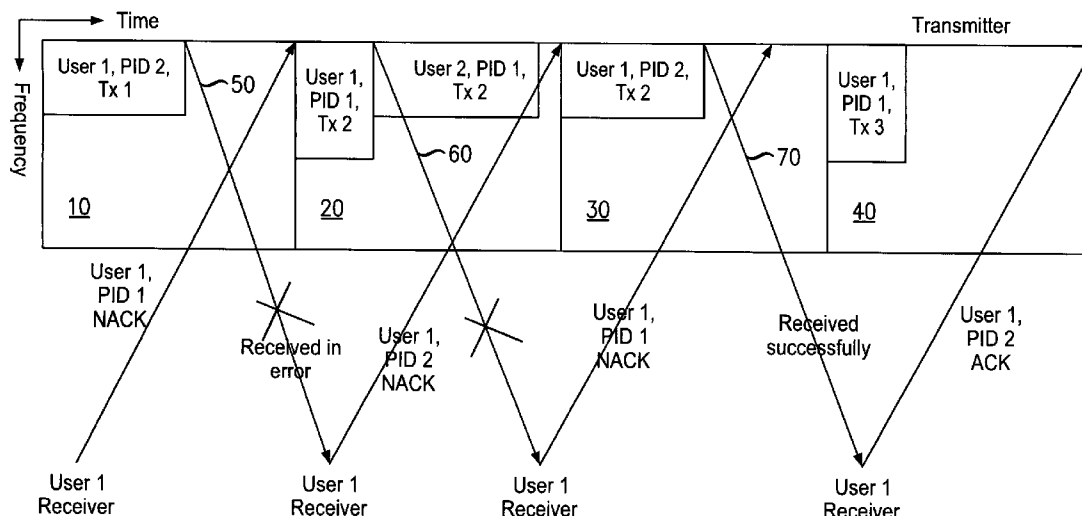 Time
Transmitter
Frequency
User 1, PID 2,
Tx 1
50
User 1,
PID 1,
Tx 2
User 2, PID 1,
Tx 2
60
User 1, PID 2,
Tx 2
70
User 1,
PID 1,
Tx 3
10
20
30
40
User 1,
PID 1
NACK
Received in
error
User 1,
PID 2
NACK
User 1,
PID 1
NACK
Received
successfully
User 1,
PID 2
ACK
User 1
Receiver
User 1
Receiver
User 1
Receiver
User 1
Receiver